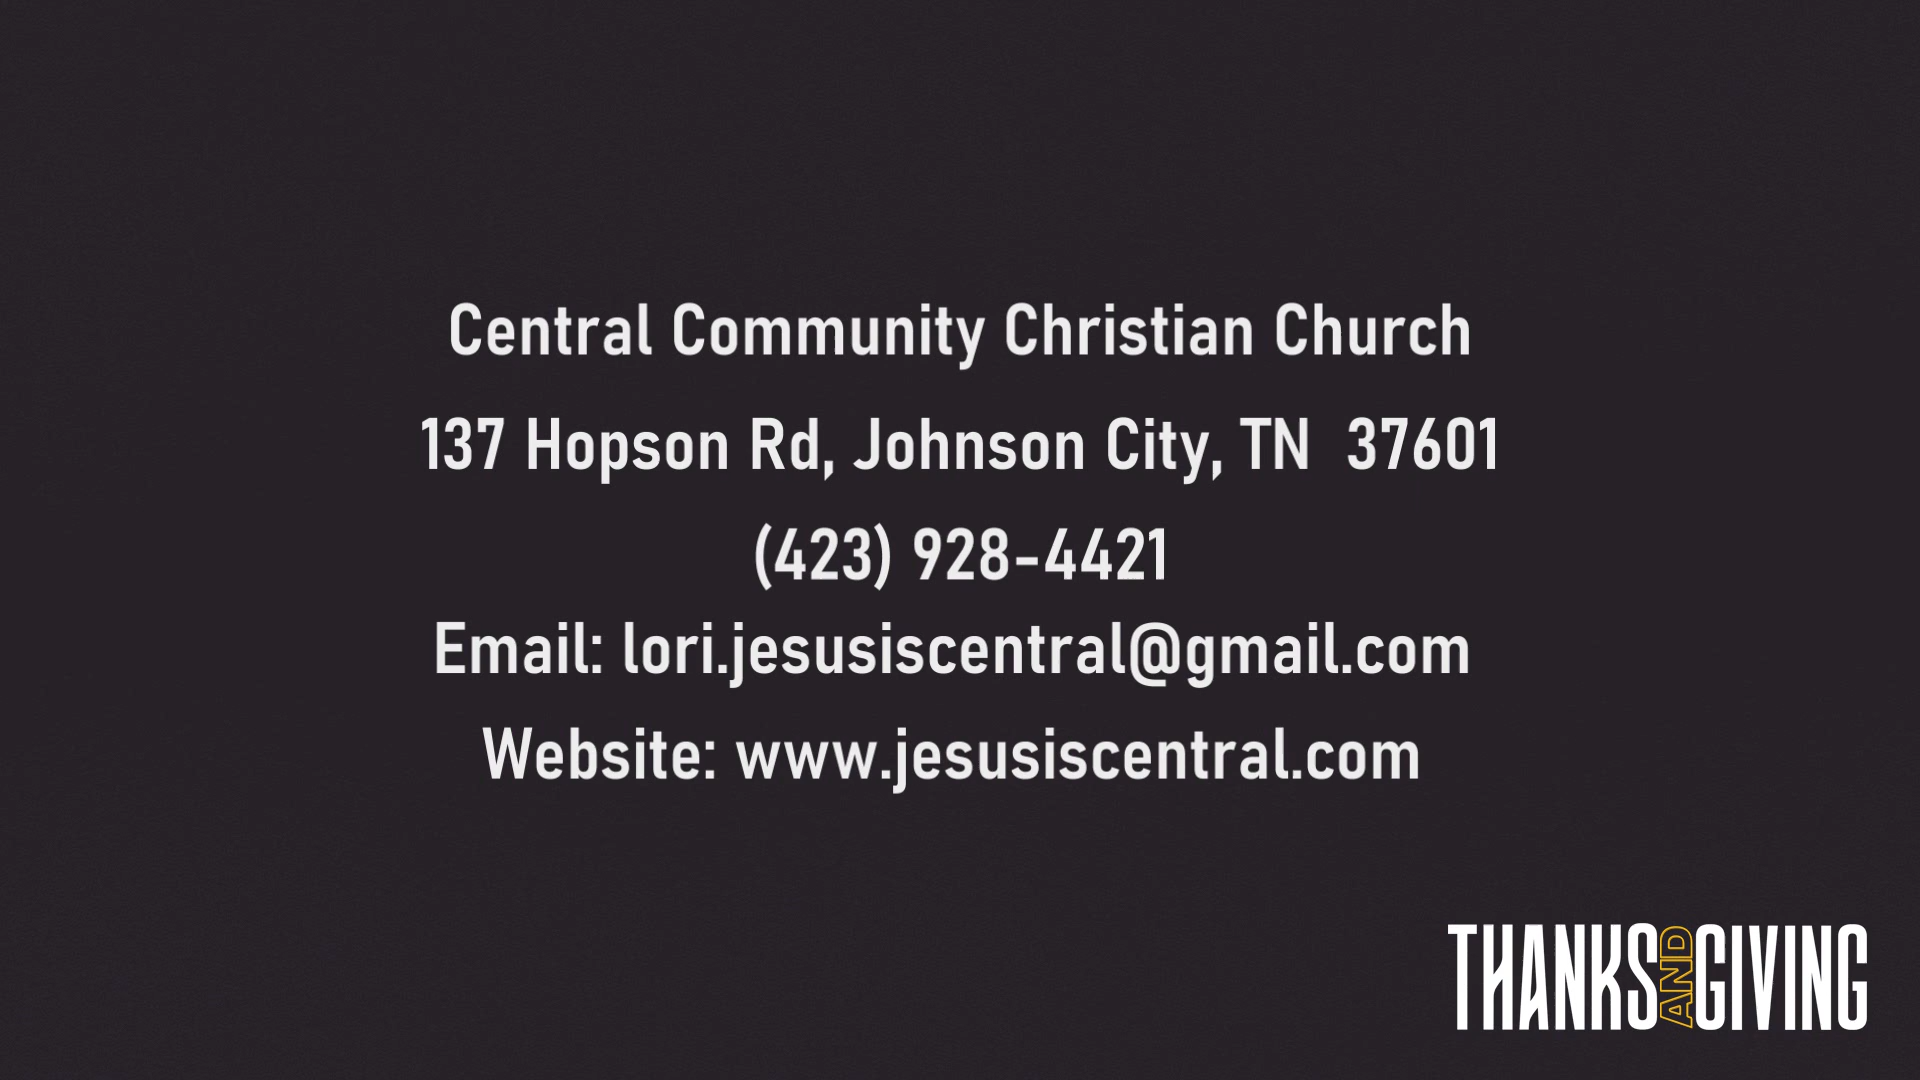 Central Community Christian Church
137 Hopson Rd, Johnson City, TN  37601
(423) 928-4421
Email: lori.jesusiscentral@gmail.com
Website: www.jesusiscentral.com
THANKS AND GIVING